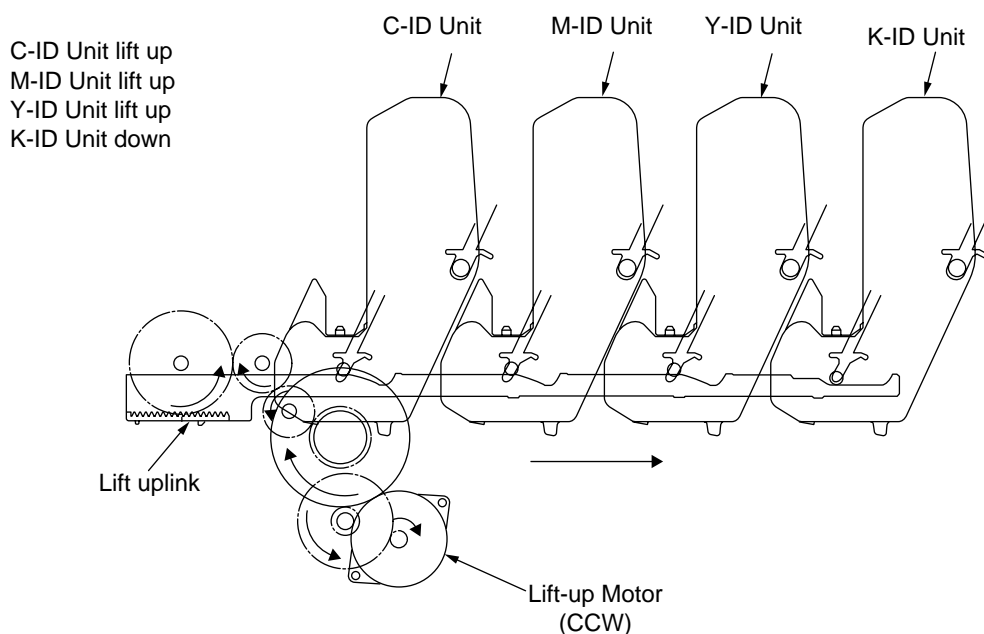 C-ID Unit lift up
M-ID Unit lift up
Y-ID Unit lift up
K-ID Unit down
C-ID Unit
M-ID Unit
Y-ID Unit
K-ID Unit
Lift uplink
Lift-up Motor
(CCW)